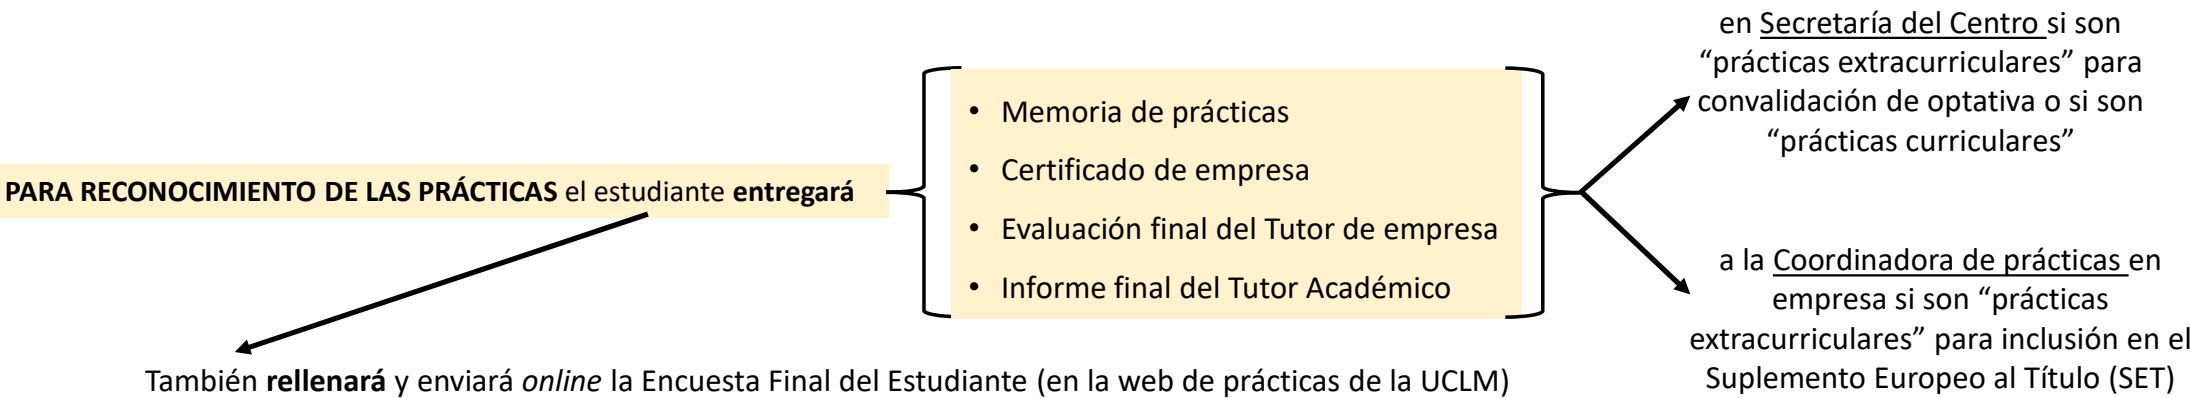 PARA RECONOCIMIENTO DE LAS PRÁCTICAS el estudiante entregará
• Memoria de prácticas
• Certificado de empresa
• Evaluación final del Tutor de empresa
• Informe final del Tutor Académico
en Secretaría del Centro si son
“prácticas extracurriculares” para
convalidación de optativa o si son
“prácticas curriculares”
a la Coordinadora de prácticas en
empresa si son “prácticas
extracurriculares” para inclusión en el
Suplemento Europeo al Título (SET)
También rellenará y enviará online la Encuesta Final del Estudiante (en la web de prácticas de la UCLM)